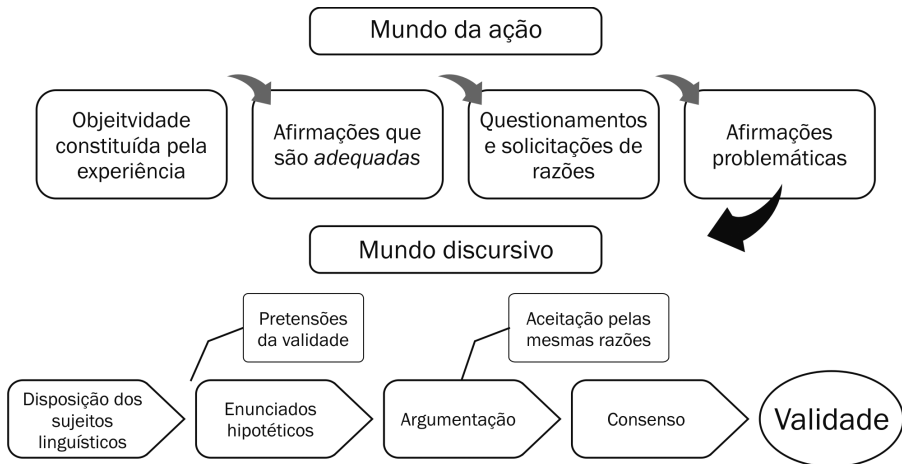 Mundo da ação
Objeitvidade
constituída pela
experiência
Afirmações que
são adequadas
Questionamentos
e solicitações de
razões
Afirmações
problemáticas
Mundo discursivo
Pretensões
da validade
Aceitação pelas
mesmas razões
Disposição dos
sujeitos
linguísticos
Enunciados
hipotéticos
Argumentação
Consenso
Validade